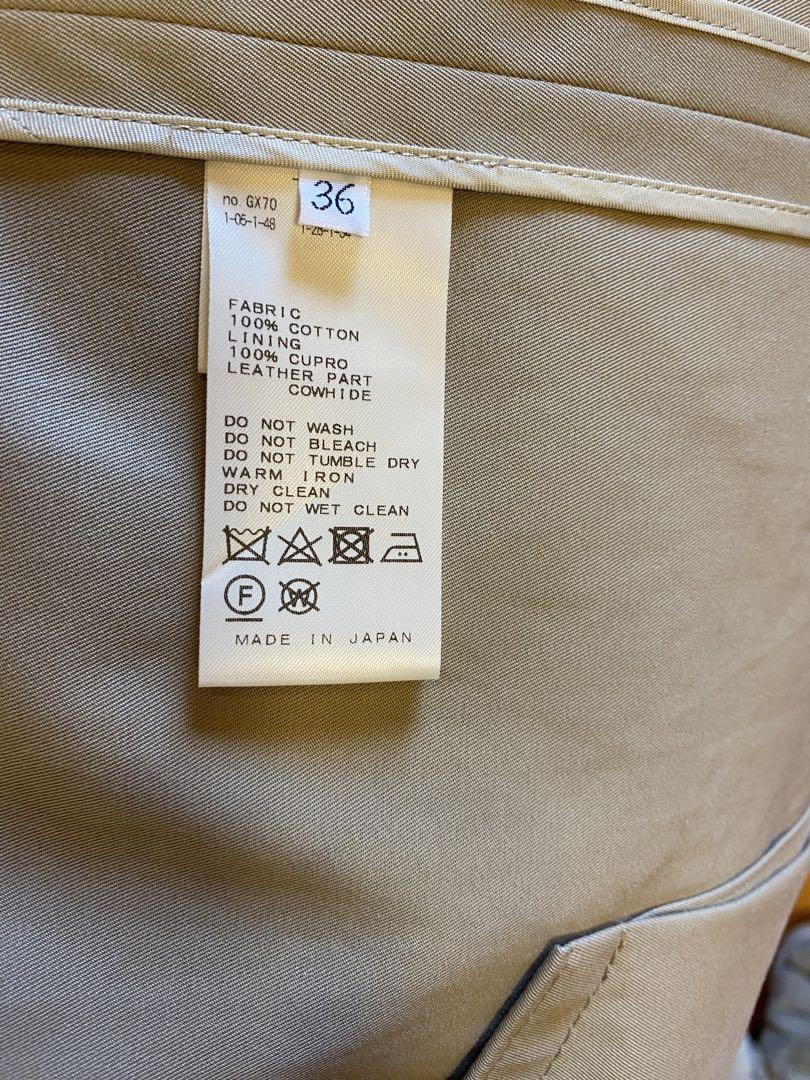 no. GX70
36
1-05-1-48
FABRIC
100% COTTON
LINING
100% CUPRO
LEATHER PART
COWHIDE
DO NOT WASH
DO NOT BLEACH
DO NOT TUMBLE DRY
WARM IRON
DRY CLEAN
DO NOT WET CLEAN
F W
MADE IN JAPAN